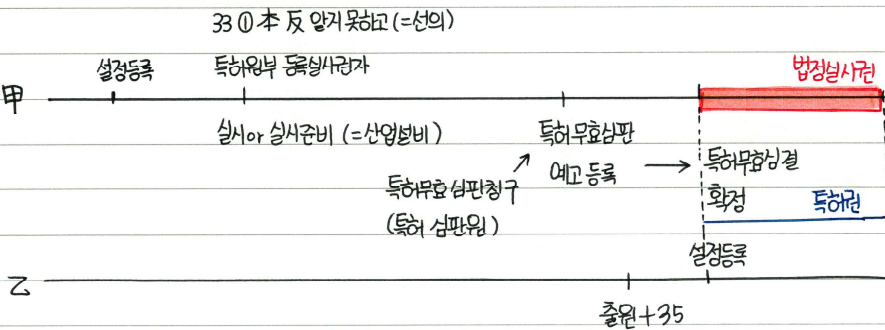 33 ① 本 反 알지못하고 (=선의)
설정등록
특허원부 등록실시권자
법정실시권
甲
실시 or 실시준비 (=산업설비)
특허무효심판
예고등록
특허무효심판청구
(특허 심판원)
특허무효심결
확정
특허권
설정등록
乙
출원+35